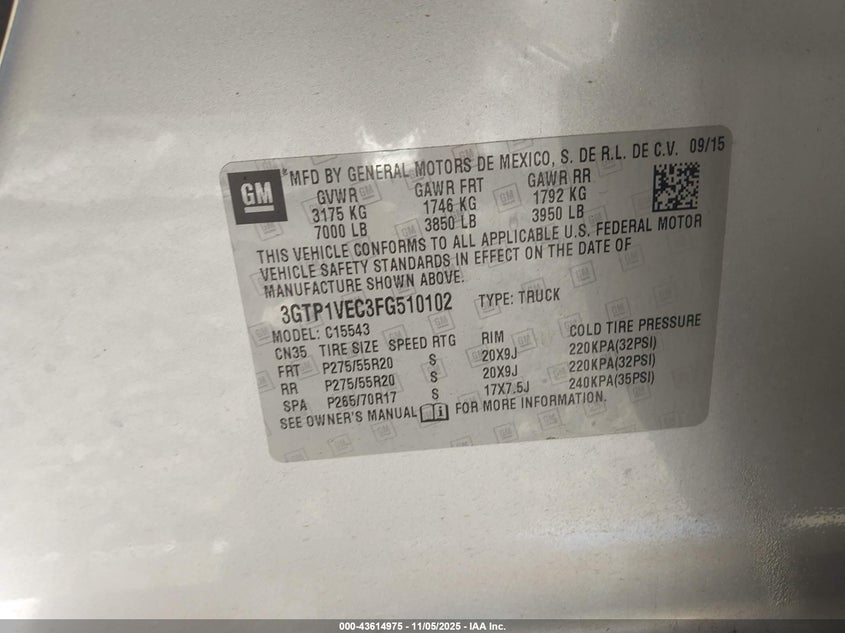 GM
*MFD BY GENERAL MOTORS DE MEXICO, S. DE R.L. DE C.V. 09/15
GVWR GAWR FRT GAWR RR
3175 KG 1746 KG 1792 KG
7000 LB 3850 LB 3950 LB
THIS VEHICLE CONFORMS TO ALL APPLICABLE U.S. FEDERAL MOTOR
VEHICLE SAFETY STANDARDS IN EFFECT ON THE DATE OF
MANUFACTURE SHOWN ABOVE.
3GTP1VEC3FG510102 TYPE: TRUCK
MODEL: C15543
CN35 TIRE SIZE SPEED RTG RIM COLD TIRE PRESSURE
FRT P275/55R20 S 20X9J 220KPA(32PSI)
RR P275/55R20 S 20X9J 220KPA(32PSI)
SPA P265/70R17 S 17X7.5J 240KPA(35PSI)
SEE OWNER'S MANUAL FOR MORE INFORMATION.
000-43614975 - 11/05/2025 - IAA Inc.